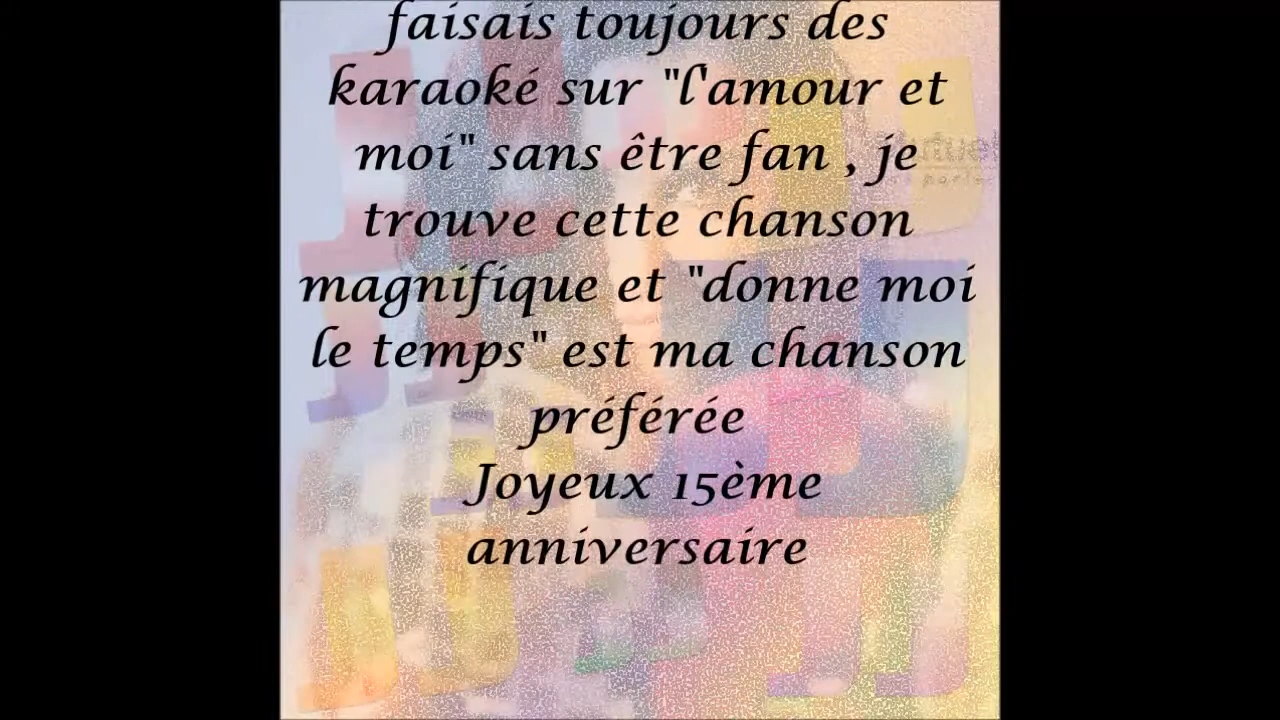 faisais toujours des
karaoké sur "l'amour et
moi" sans être fan , je
trouve cette chanson
magnifique et "donne moi
le temps" est ma chanson
préférée
Joyeux 15ème
anniversaire